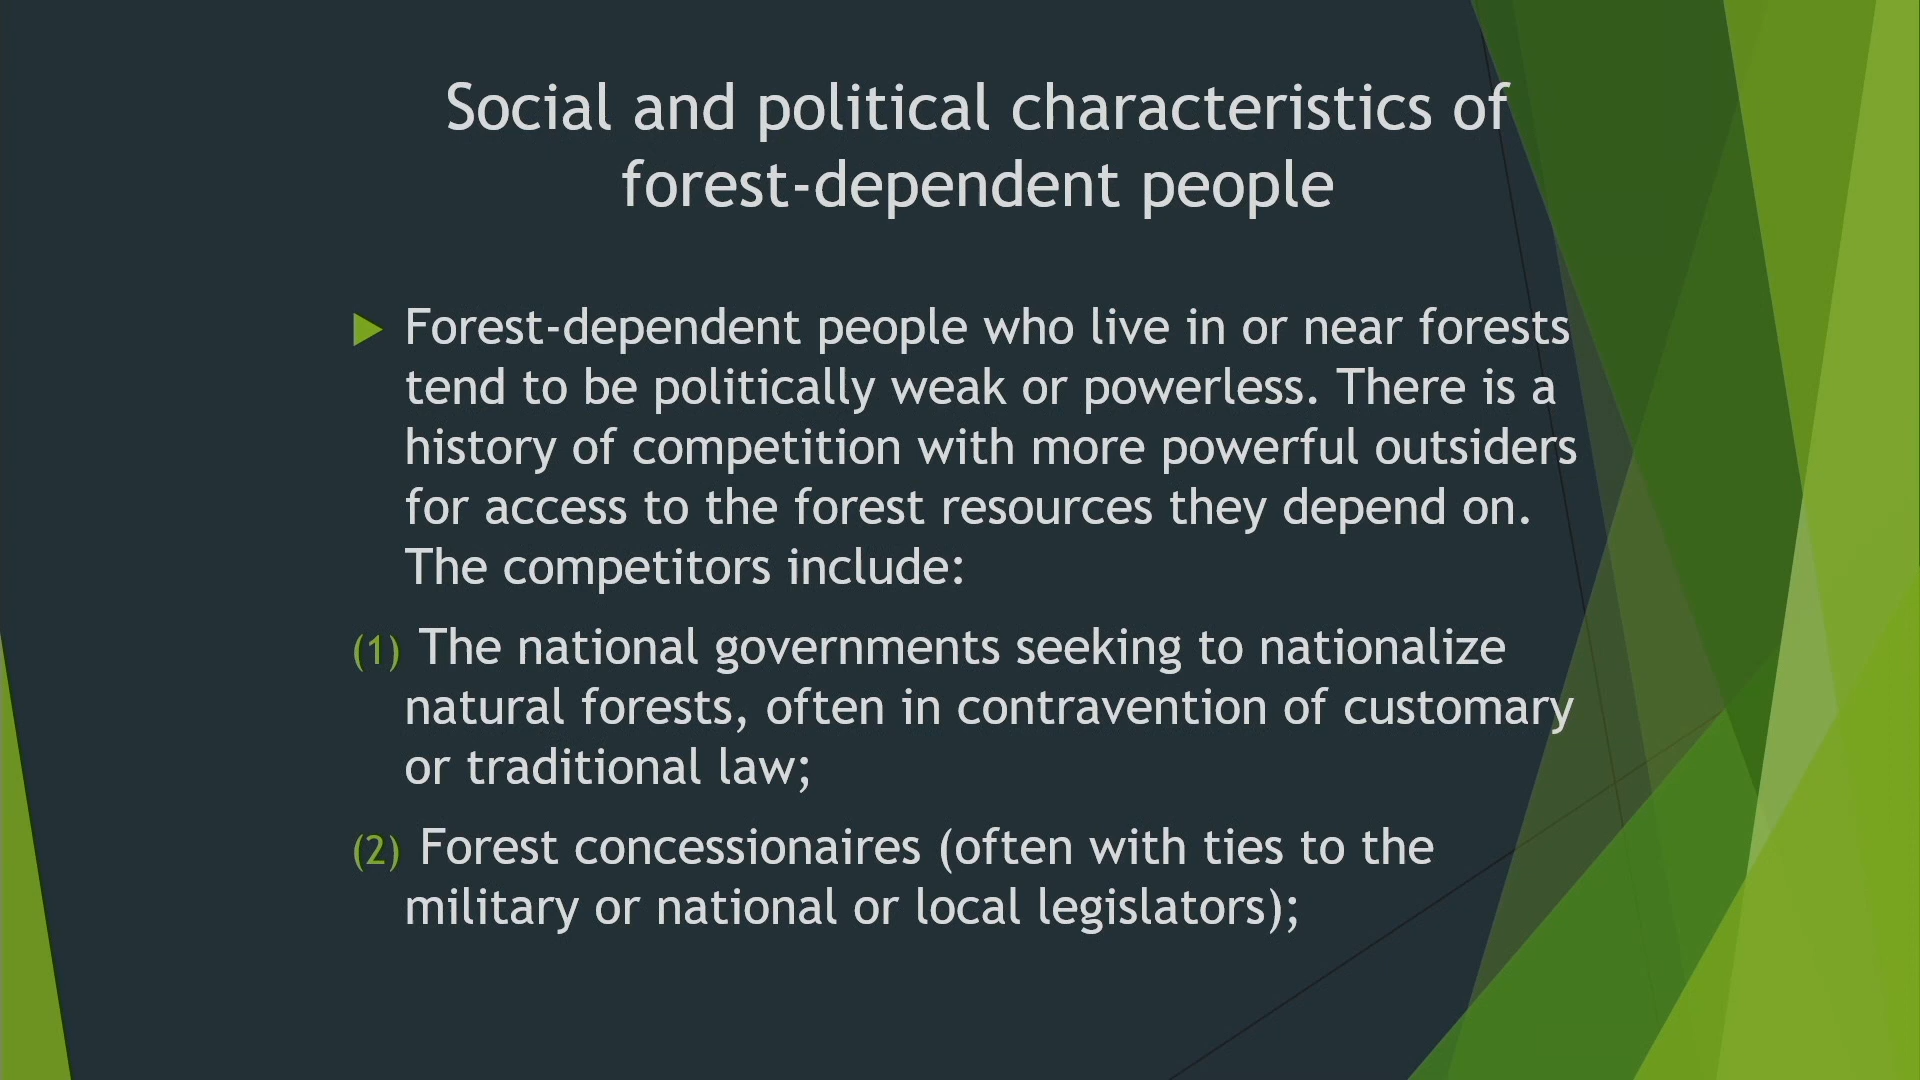 Social and political characteristics of
forest-dependent people
Forest-dependent people who live in or near forests
tend to be politically weak or powerless. There is a
history of competition with more powerful outsiders
for access to the forest resources they depend on.
The competitors include:
(1) The national governments seeking to nationalize
natural forests, often in contravention of customary
or traditional law;
(2) Forest concessionaires (often with ties to the
military or national or local legislators);